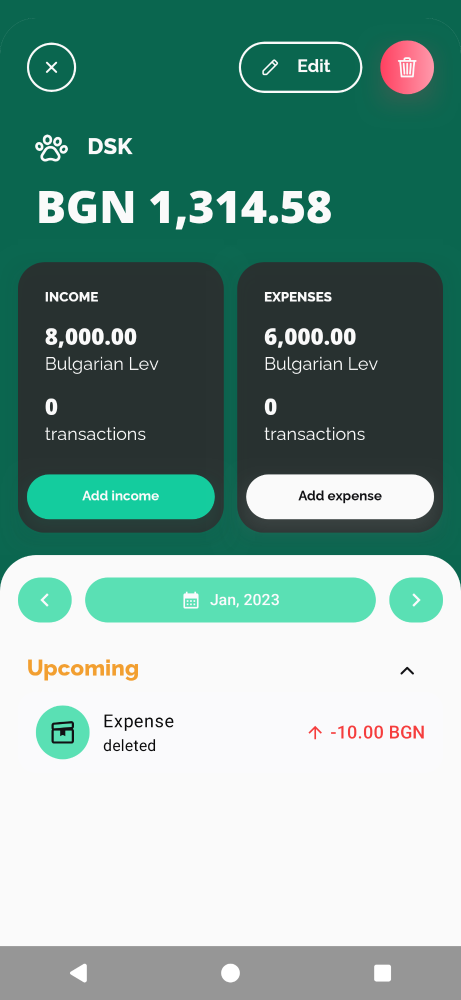 Edit
DSK
BGN 1,314.58
INCOME
8,000.00
Bulgarian Lev
0
transactions
Add income
EXPENSES
6,000.00
Bulgarian Lev
0
transactions
Add expense
Jan, 2023
Upcoming
Expense
deleted
-10.00 BGN